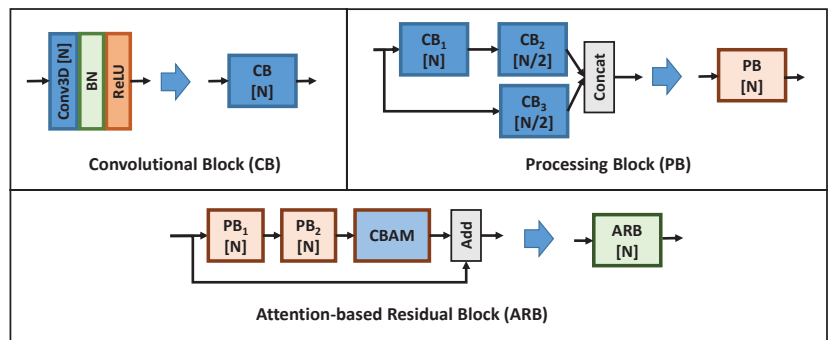 Conv3D [N]
BN
ReLU
CB
[N]
Convolutional Block (CB)
CB₁
[N]
CB₂
[N/2]
CB₃
[N/2]
Concat
PB
[N]
Processing Block (PB)
PB₁
[N]
PB₂
[N]
CBAM
Add
ARB
[N]
Attention-based Residual Block (ARB)